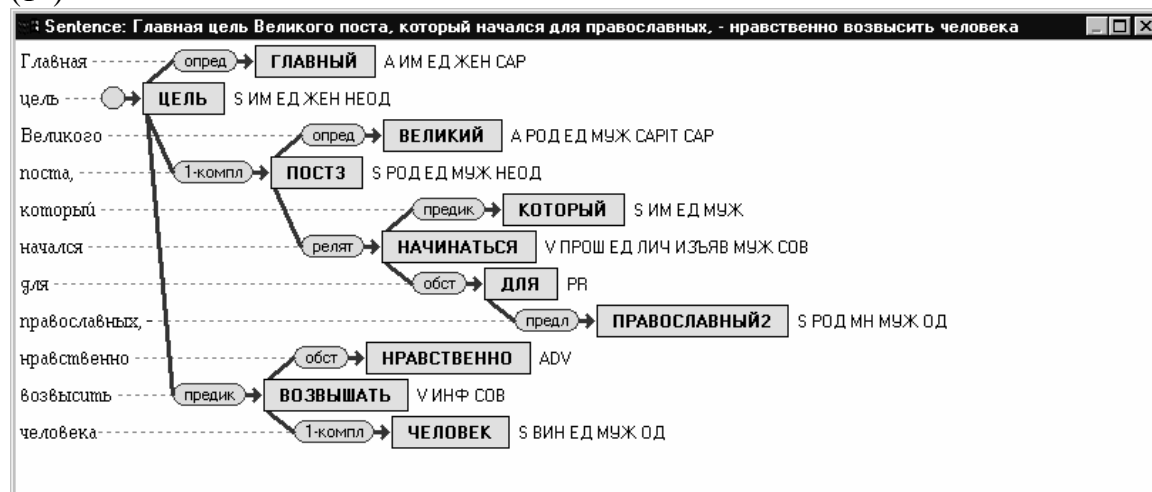 Sentence: Главная цель Великого поста, который начался для православных, - нравственно возвысить человека
Главная опред ГЛАВНЫЙ А ИМ ЕД ЖЕН CAP
цель ЦЕЛЬ S ИМ ЕД ЖЕН НЕОД
Великого опред ВЕЛИКИЙ А РОД ЕД МУЖ CAPIT CAP
поста, 1-компл ПОСТ3 S РОД ЕД МУЖ НЕОД
который предик КОТОРЫЙ S ИМ ЕД МУЖ
начался релят НАЧИНАТЬСЯ V ПРОШ ЕД ЛИЧ ИЗЪЯВ МУЖ СОВ
для обст ДЛЯ PR
православных, - предл ПРАВОСЛАВНЫЙ2 S РОД МН МУЖ ОД
нравственно обст НРАВСТВЕННО ADV
возвысить предик ВОЗВЫШАТЬ V ИНФ СОВ
человека 1-компл ЧЕЛОВЕК S ВИН ЕД МУЖ ОД